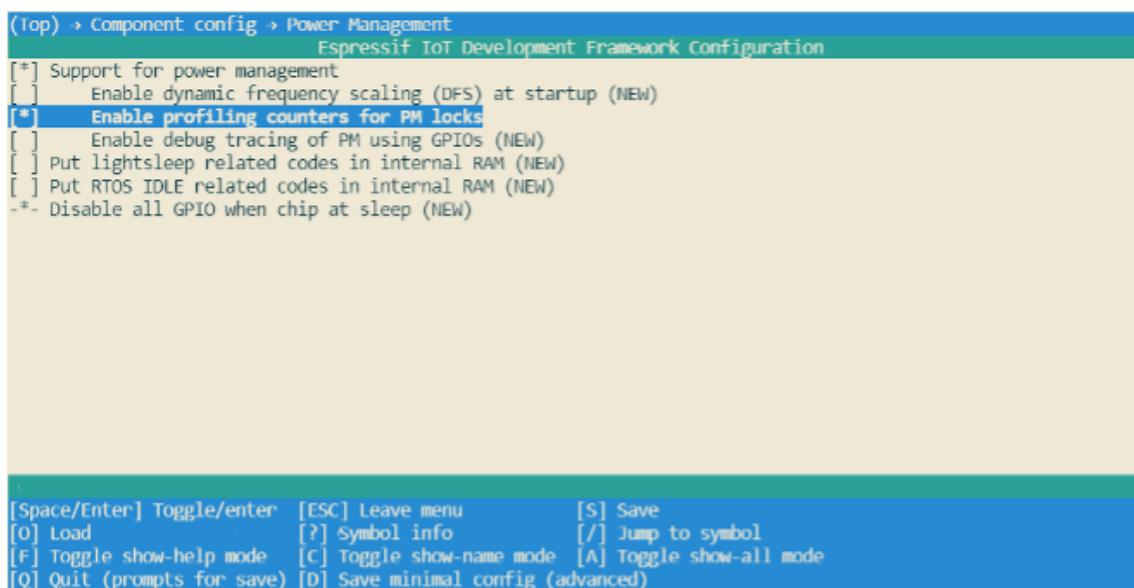 (Top) → Component config → Power Management
Espressif IoT Development Framework Configuration
[*] Support for power management
[ ] Enable dynamic frequency scaling (DFS) at startup (NEW)
[*] Enable profiling counters for PM locks
[ ] Enable debug tracing of PM using GPIOs (NEW)
[ ] Put lightsleep related codes in internal RAM (NEW)
[ ] Put RTOS IDLE related codes in internal RAM (NEW)
-*- Disable all GPIO when chip at sleep (NEW)
[Space/Enter] Toggle/enter [ESC] Leave menu [S] Save
[O] Load [?] Symbol info [/] Jump to symbol
[F] Toggle show-help mode [C] Toggle show-name mode [A] Toggle show-all mode
[Q] Quit (prompts for save) [D] Save minimal config (advanced)